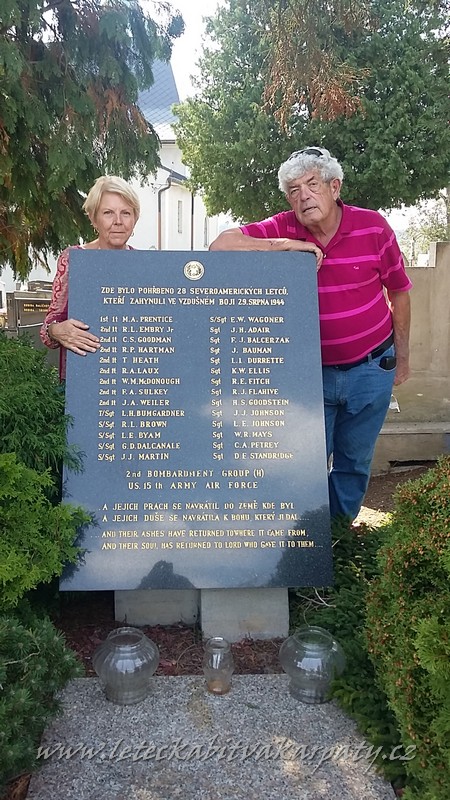 ZDE BYLO POHŘBENO 28 SEVEROAMERICKÝCH LETCŮ,
KTEŘÍ ZAHYNULI VE VZDUŠNÉM BOJI 29. SRPNA 1944
1st lt M.A. PRENTICE
2nd lt R.L. EMBRY Jr
2nd lt C.S. GOODMAN
2nd lt R.P. HARTMAN
2nd lt T. HEATH
2nd lt R.A. LAUX
2nd lt W.M. McDONOUGH
2nd lt F.A. SULKEY
2nd lt J.A. WEILER
T/Sgt L.H. BUMGARDNER
S/Sgt R.L. BROWN
S/Sgt L.E. BYAM
S/Sgt G.D. DALCANALE
S/Sgt J.J. MARTIN
S/Sgt E.W. WAGONER
Sgt J.H. ADAIR
Sgt F.J. BALCERZAK
Sgt J. BAUMAN
Sgt L.L. DURRETTE
Sgt K.W. ELLIS
Sgt R.E. FITCH
Sgt R.J. FLAHIVE
Sgt H.S. GOODSTEIN
Sgt J.J. JOHNSON
Sgt L.E. JOHNSON
Sgt W.R. MAYS
Sgt C.A. PETREY
Sgt D.E. STANDRIDGE
2nd BOMBARDMENT GROUP (H)
US. 15 th ARMY AIR FORCE
...A JEJICH PRACH SE NAVRÁTIL DO ZEMĚ KDE BYL
A JEJICH DUŠE SE NAVRÁTILA K BOHU, KTERÝ JI DAL....
...AND THEIR ASHES HAVE RETURNED TOWHERE IT CAME FROM,
AND THEIR SOUL HAS RETURNED TO LORD WHO GAVE IT TO THEM....
www.leteckabitvakarpaty.cz